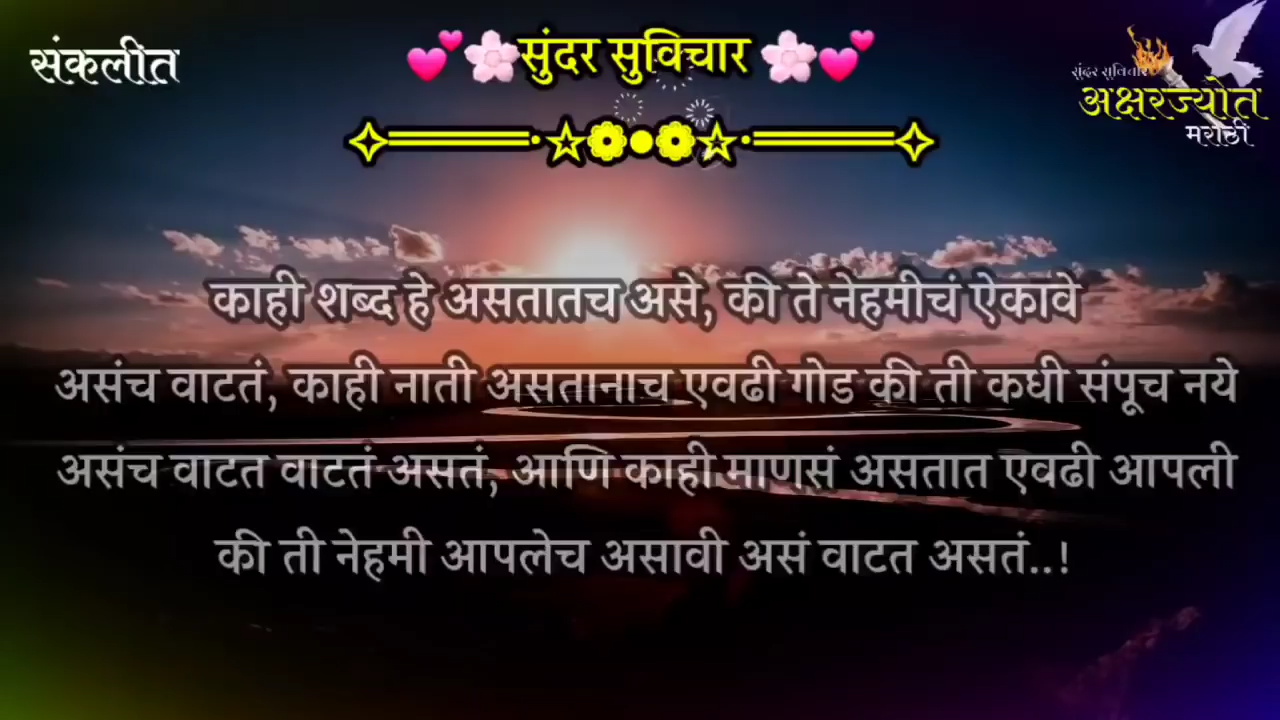 संकलीत
💕🌸सुंदर सुविचार 🌸💕
सुंदर सुविचार
अक्षरज्योत
मराठी
काही शब्द हे असतातच असे, की ते नेहमीचं ऐकावे
असंच वाटतं, काही नाती असतानाच एवढी गोड की ती कधी संपूच नये
असंच वाटत वाटतं असतं, आणि काही माणसं असतात एवढी आपली
की ती नेहमी आपलेच असावी असं वाटत असतं..!